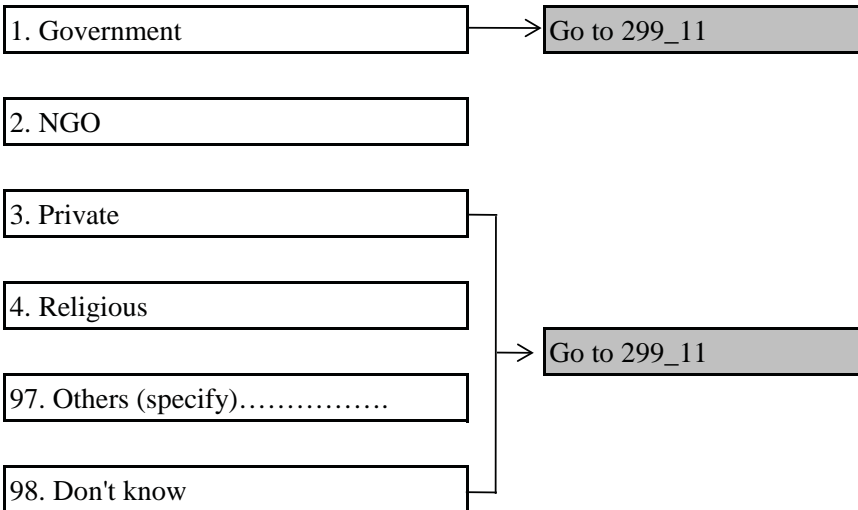 1. Government
Go to 299_11
2. NGO
3. Private
4. Religious
Go to 299_11
97. Others (specify)…………….
98. Don't know